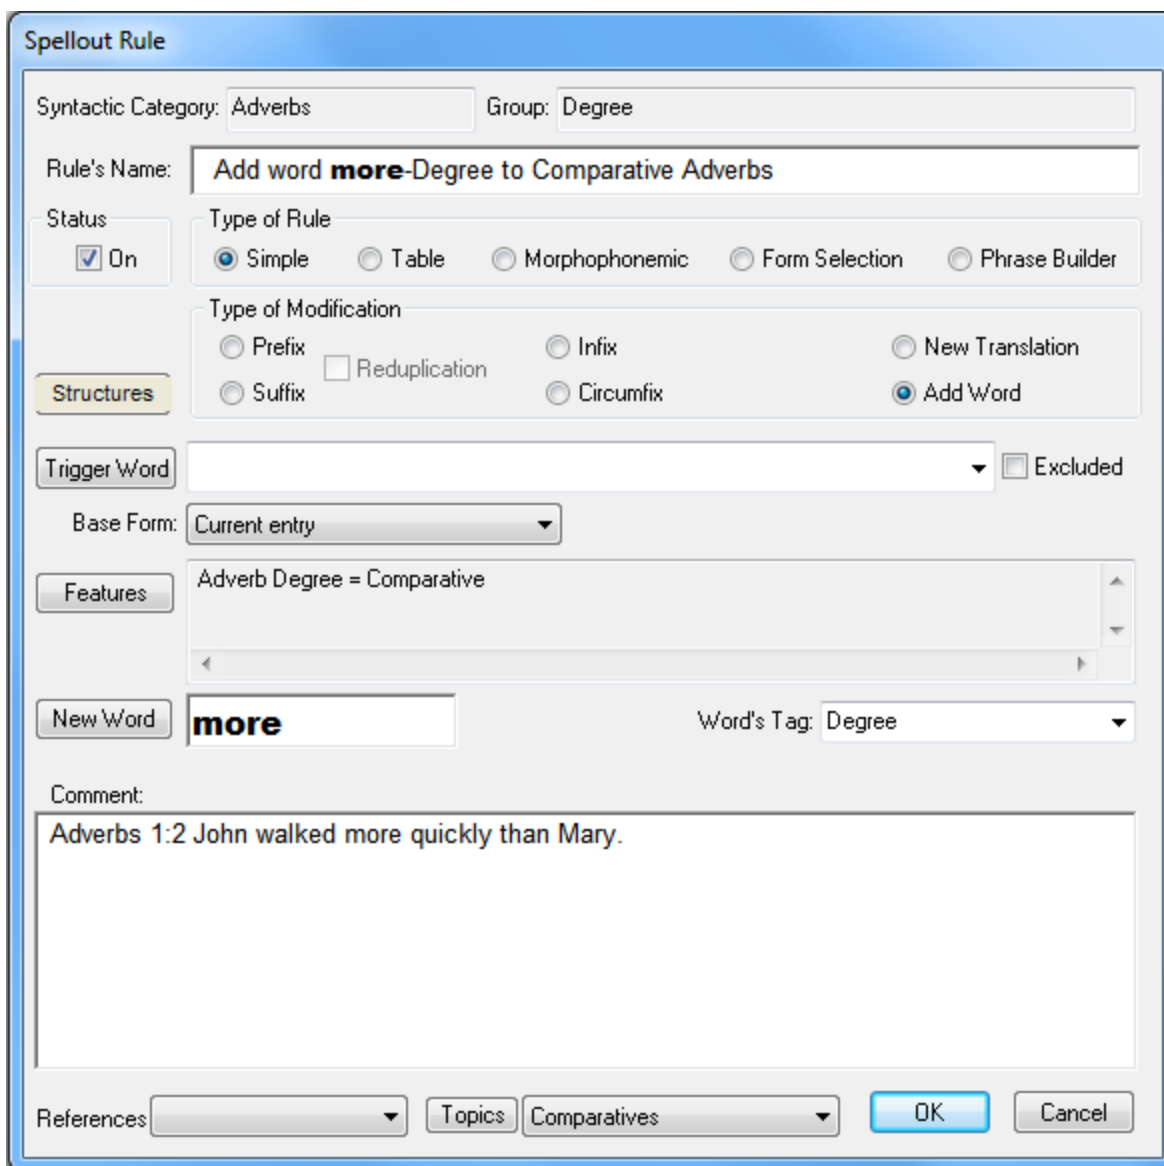 Spellout Rule
Syntactic Category: Adverbs Group: Degree
Rule's Name: Add word more-Degree to Comparative Adverbs
Status Type of Rule
On Simple Table Morphophonemic Form Selection Phrase Builder
Type of Modification
Prefix Infix New Translation
Reduplication
Structures Suffix Circumfix Add Word
Trigger Word Excluded
Base Form: Current entry
Features Adverb Degree = Comparative
New Word more Word's Tag: Degree
Comment:
Adverbs 1:2 John walked more quickly than Mary.
References Topics Comparatives OK Cancel